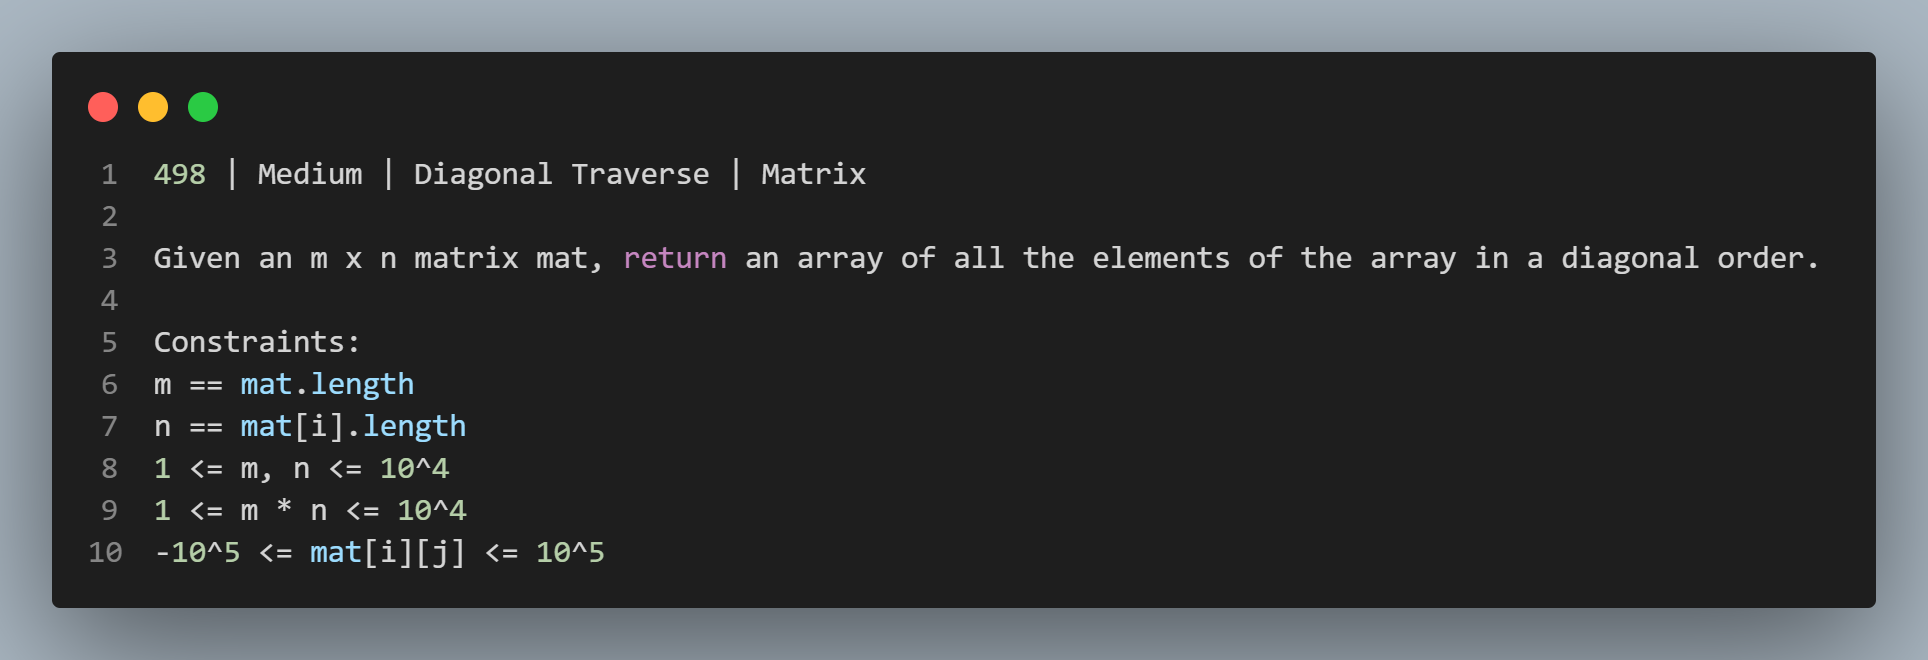 1 498 | Medium | Diagonal Traverse | Matrix
2
3 Given an m x n matrix mat, return an array of all the elements of the array in a diagonal order.
4
5 Constraints:
6 m == mat.length
7 n == mat[i].length
8 1 <= m, n <= 10^4
9 1 <= m * n <= 10^4
10 -10^5 <= mat[i][j] <= 10^5